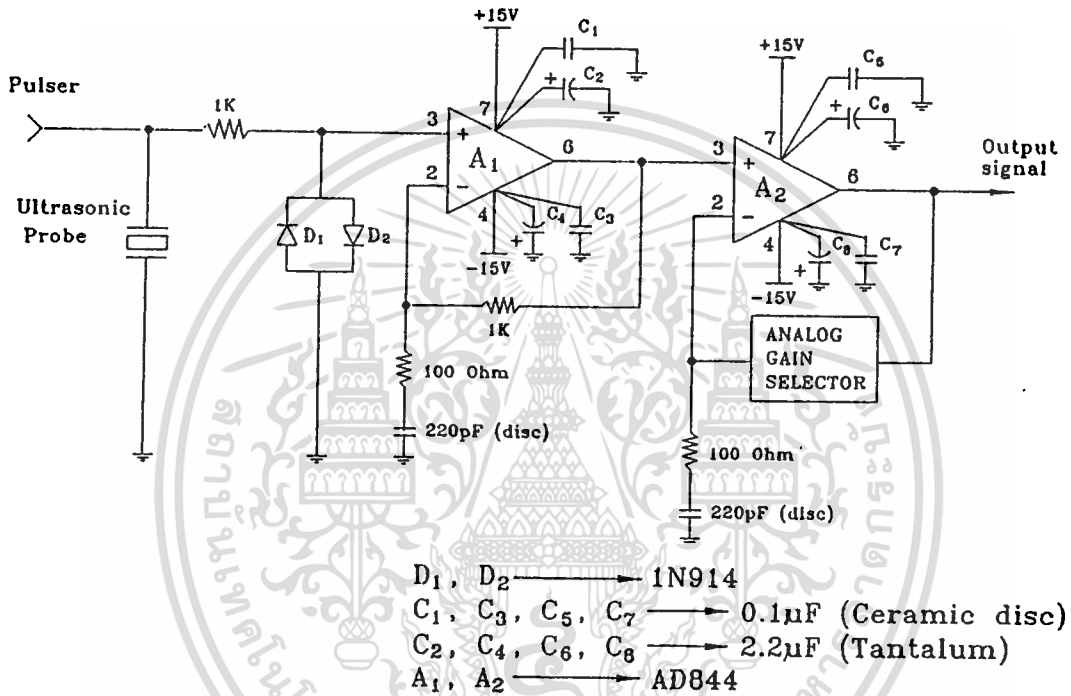 +15V
C₁
C₂
+
7
Pulser
1K
3
+
A₁
6
2
−
4
C₄
C₃
+
−15V
Ultrasonic
Probe
D₁
D₂
1K
100 Ohm
220pF (disc)
+15V
C₅
C₆
+
7
3
+
A₂
6
2
−
4
C₈
C₇
+
−15V
Output
signal
ANALOG
GAIN
SELECTOR
100 Ohm
220pF (disc)
D₁, D₂ → 1N914
C₁, C₃, C₅, C₇ → 0.1μF (Ceramic disc)
C₂, C₄, C₆, C₈ → 2.2μF (Tantalum)
A₁, A₂ → AD844